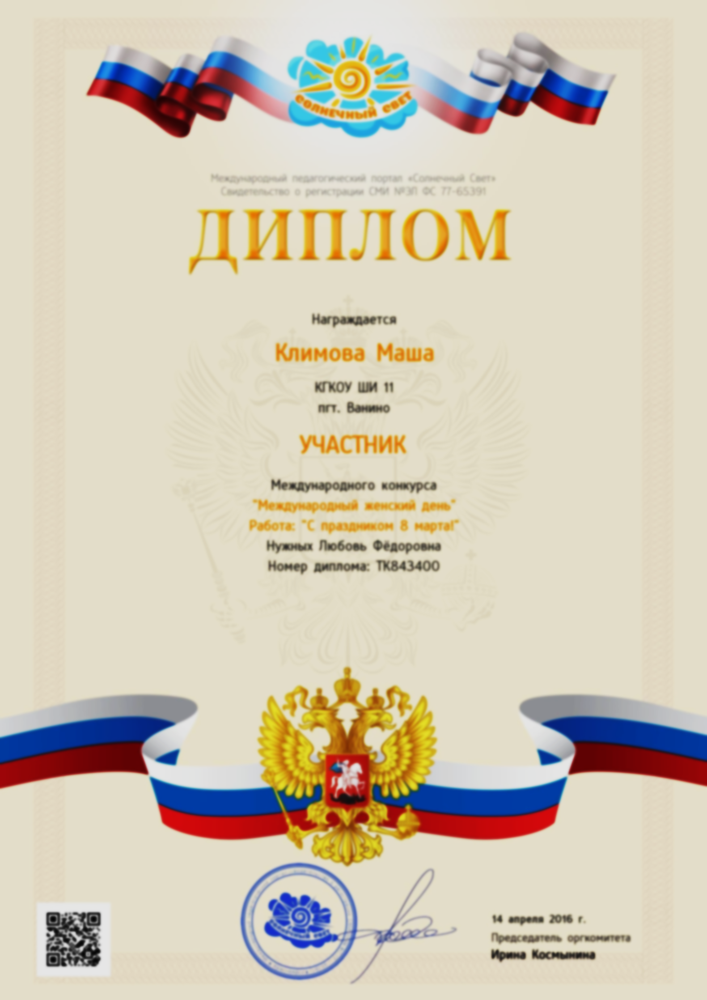 СОЛНЕЧНЫЙ СВЕТ
Международный педагогический портал «Солнечный Свет»
Свидетельство о регистрации СМИ №ЭЛ ФС 77-65391
ДИПЛОМ
Награждается
Климова Маша
КГКОУ ШИ 11
пгт. Ванино
УЧАСТНИК
Международного конкурса
"Международный женский день"
Работа: "С праздником 8 марта!"
Нужных Любовь Фёдоровна
Номер диплома: ТК843400
СОЛНЕЧНЫЙ СВЕТ
14 апреля 2016 г.
Председатель оргкомитета
Ирина Космынина